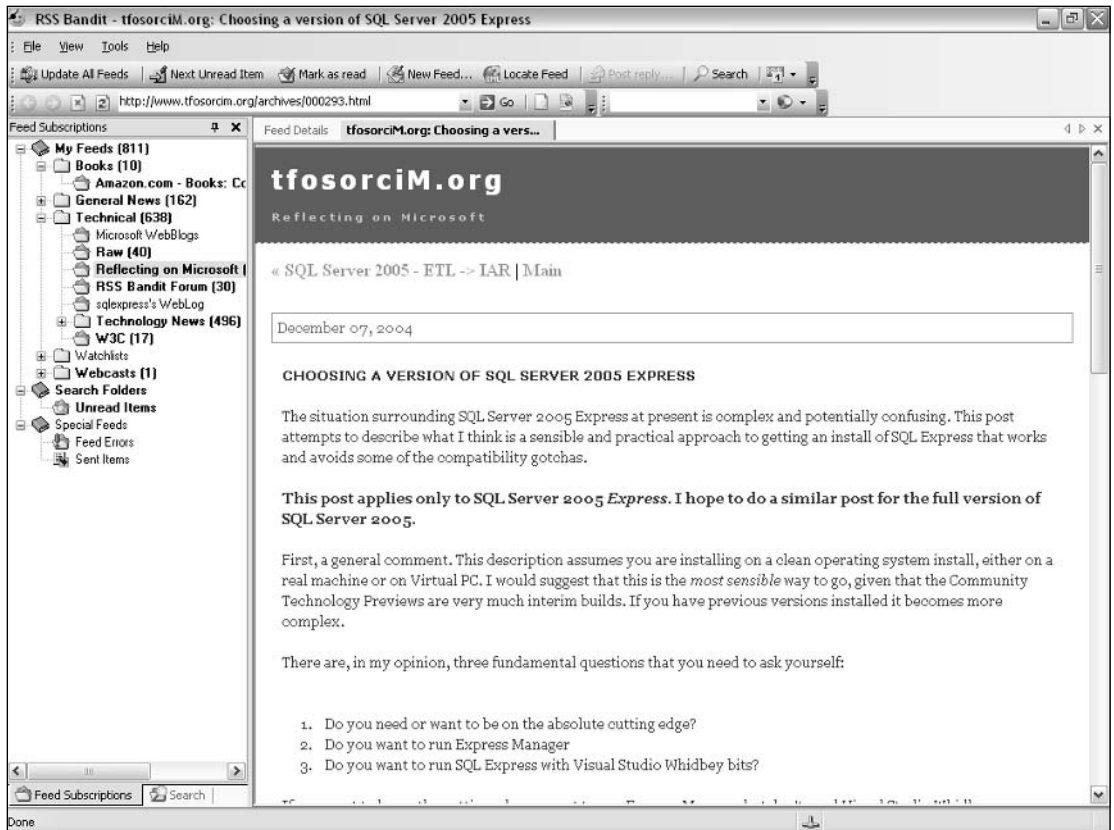 RSS Bandit - tfosorciM.org: Choosing a version of SQL Server 2005 Express
File View Tools Help
Update All Feeds Next Unread Item Mark as read New Feed... Locate Feed Post reply... Search
http://www.tfosorcim.org/archives/000293.html Go
Feed Subscriptions
Feed Details tfosorciM.org: Choosing a vers...
My Feeds (811)
Books (10)
Amazon.com - Books: Cc
General News (162)
Technical (638)
Microsoft WebBlogs
Raw (40)
Reflecting on Microsoft (
RSS Bandit Forum (30)
sqlexpress's WebLog
Technology News (496)
W3C (17)
Watchlists
Webcasts (1)
Search Folders
Unread Items
Special Feeds
Feed Errors
Sent Items
Feed Subscriptions Search
tfosorciM.org
Reflecting on Microsoft
« SQL Server 2005 - ETL -> IAR | Main
December 07, 2004
CHOOSING A VERSION OF SQL SERVER 2005 EXPRESS
The situation surrounding SQL Server 2005 Express at present is complex and potentially confusing. This post
attempts to describe what I think is a sensible and practical approach to getting an install of SQL Express that works
and avoids some of the compatibility gotchas.
This post applies only to SQL Server 2005 Express. I hope to do a similar post for the full version of
SQL Server 2005.
First, a general comment. This description assumes you are installing on a clean operating system install, either on a
real machine or on Virtual PC. I would suggest that this is the most sensible way to go, given that the Community
Technology Previews are very much interim builds. If you have previous versions installed it becomes more
complex.
There are, in my opinion, three fundamental questions that you need to ask yourself:
1. Do you need or want to be on the absolute cutting edge?
2. Do you want to run Express Manager
3. Do you want to run SQL Express with Visual Studio Whidbey bits?
Done